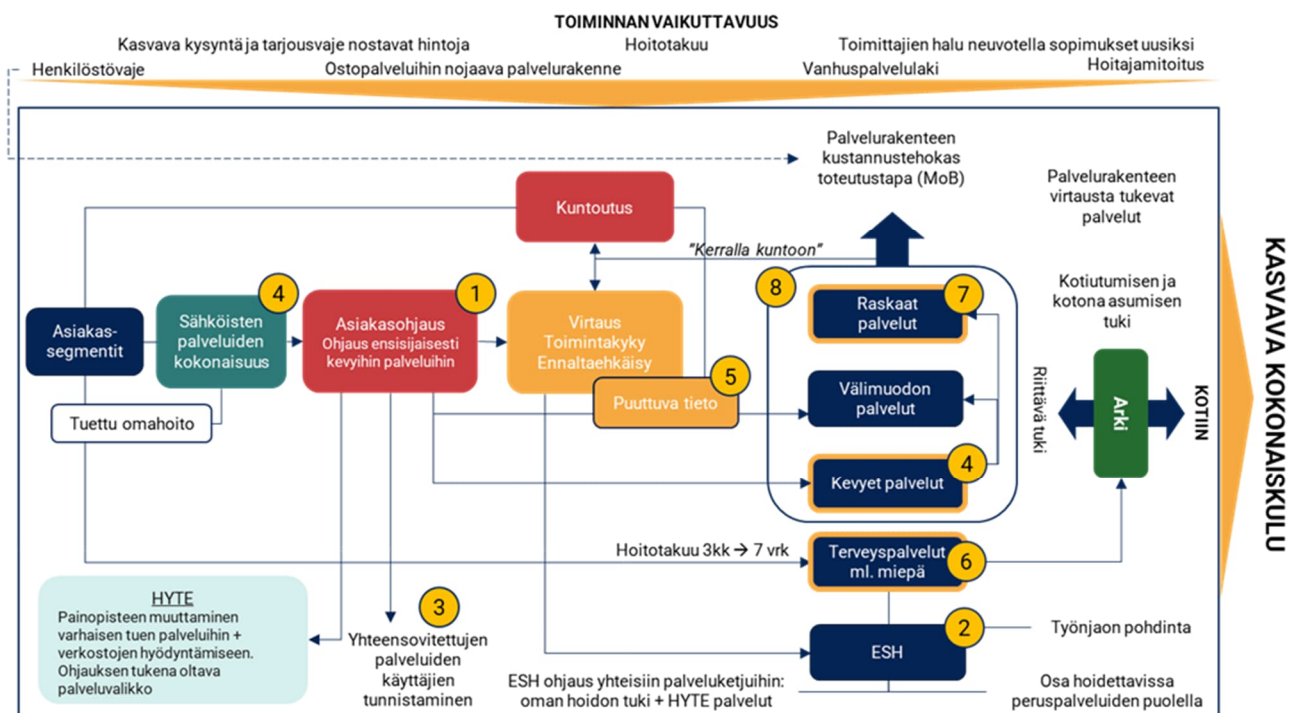 TOIMINNAN VAIKUTTAVUUS
Kasvava kysyntä ja tarjousvaje nostavat hintoja
Hoitotakuu
Toimittajien halu neuvotella sopimukset uusiksi
Henkilöstövaje
Ostopalveluihin nojaava palvelurakenne
Vanhuspalvelulaki
Hoitajamitoitus
Palvelurakenteen
kustannustehokas
toteutustapa (MoB)
Palvelurakenteen
virtausta tukevat
palvelut
Kuntoutus
"Kerralla kuntoon"
Asiakas-
segmentit
4
Sähköisten
palveluiden
kokonaisuus
1
Asiakasohjaus
Ohjaus ensisijaisesti
kevyihin palveluihin
Virtaus
Toimintakyky
Ennaltaehkäisy
5
Puuttuva tieto
Tuettu omahoito
8
7
Raskaat
palvelut
Välimuodon
palvelut
4
Kevyet palvelut
Kotiutumisen ja
kotona asumisen
tuki
Riittävä tuki
Arki
KOTIIN
KASVAVA KOKONAISKULU
Hoitotakuu 3kk → 7 vrk
Terveyspalvelut
ml. miepä
6
HYTE
Painopisteen muuttaminen
varhaisen tuen palveluihin +
verkostojen hyödyntämiseen.
Ohjauksen tukena oltava
palveluvalikko
3
Yhteensovitettujen
palveluiden
käyttäjien
tunnistaminen
2
ESH
Työnjaon pohdinta
ESH ohjaus yhteisiin palveluketjuihin:
oman hoidon tuki + HYTE palvelut
Osa hoidettavissa
peruspalveluiden puolella